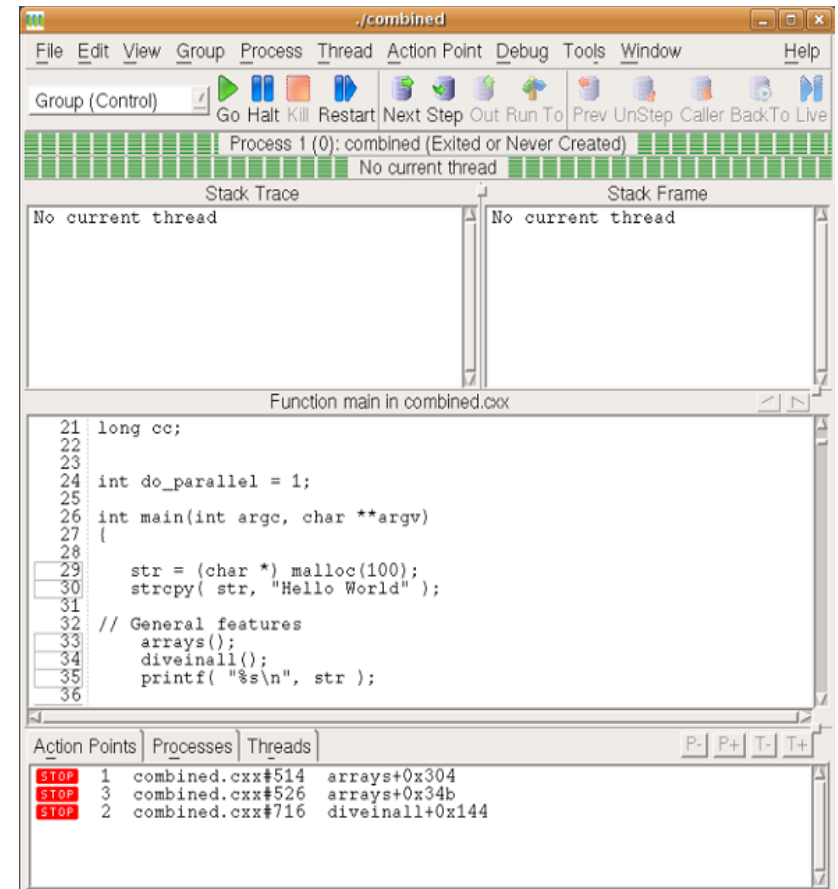 ./combined
File Edit View Group Process Thread Action Point Debug Tools Window Help
Group (Control) Go Halt Kill Restart Next Step Out Run To Prev UnStep Caller BackTo Live
Process 1 (0): combined (Exited or Never Created)
No current thread
Stack Trace
Stack Frame
No current thread
No current thread
Function main in combined.cxx
21 long cc;
22
23
24 int do_parallel = 1;
25
26 int main(int argc, char **argv)
27 {
28
29 str = (char *) malloc(100);
30 strcpy( str, "Hello World" );
31
32 // General features
33 arrays();
34 diveinall();
35 printf( "%s\n", str );
36
Action Points Processes Threads P- P+ T- T+
STOP 1 combined.cxx#514 arrays+0x304
STOP 3 combined.cxx#526 arrays+0x34b
STOP 2 combined.cxx#716 diveinall+0x144